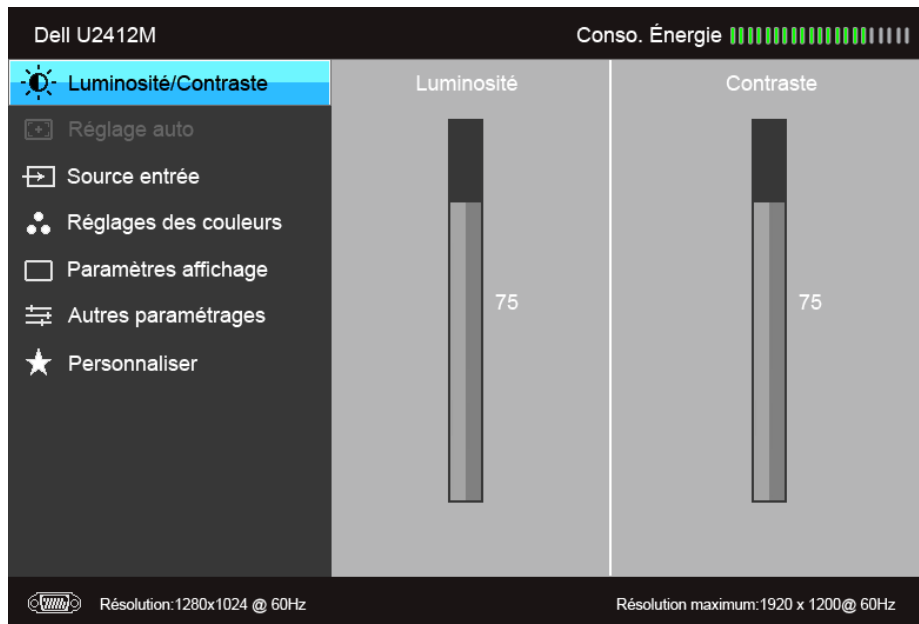 Dell U2412M
Conso. Énergie
Luminosité/Contraste
Luminosité
Contraste
Réglage auto
Source entrée
Réglages des couleurs
Paramètres affichage
Autres paramétrages
Personnaliser
75
75
Résolution:1280x1024 @ 60Hz
Résolution maximum:1920 x 1200@ 60Hz